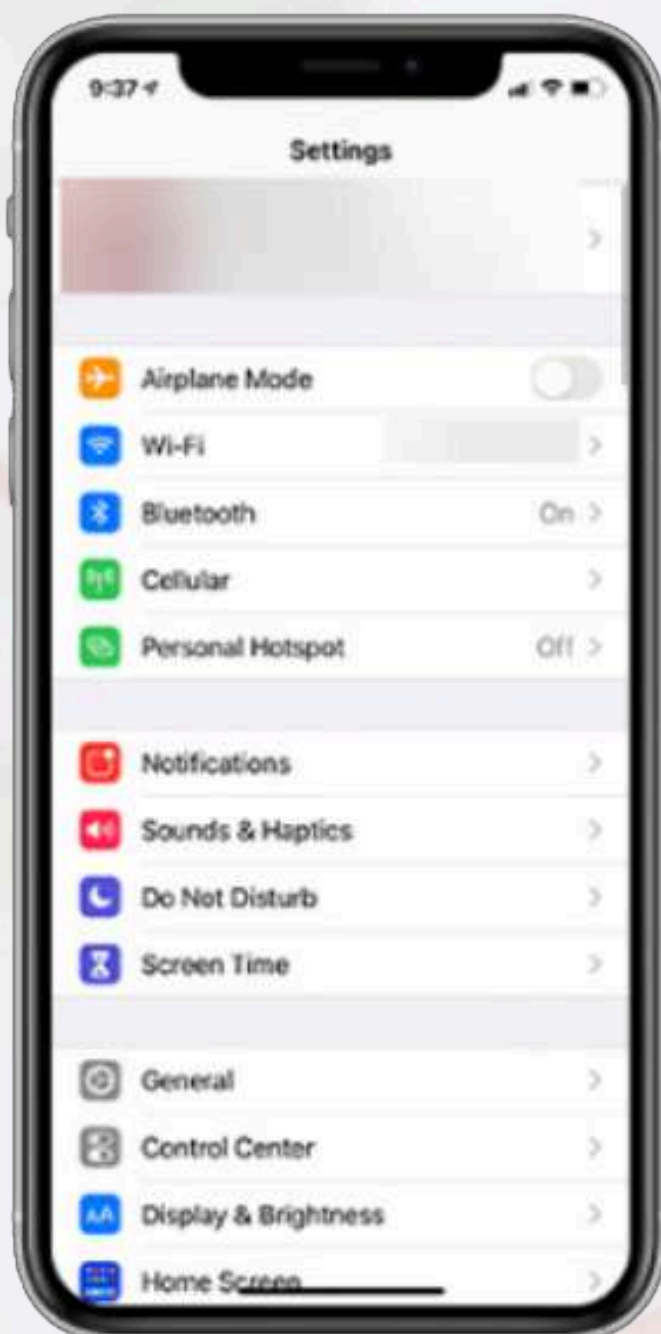 9:37
Settings
Airplane Mode
Wi-Fi
Bluetooth On
Cellular
Personal Hotspot Off
Notifications
Sounds & Haptics
Do Not Disturb
Screen Time
General
Control Center
AA Display & Brightness
Home Screen